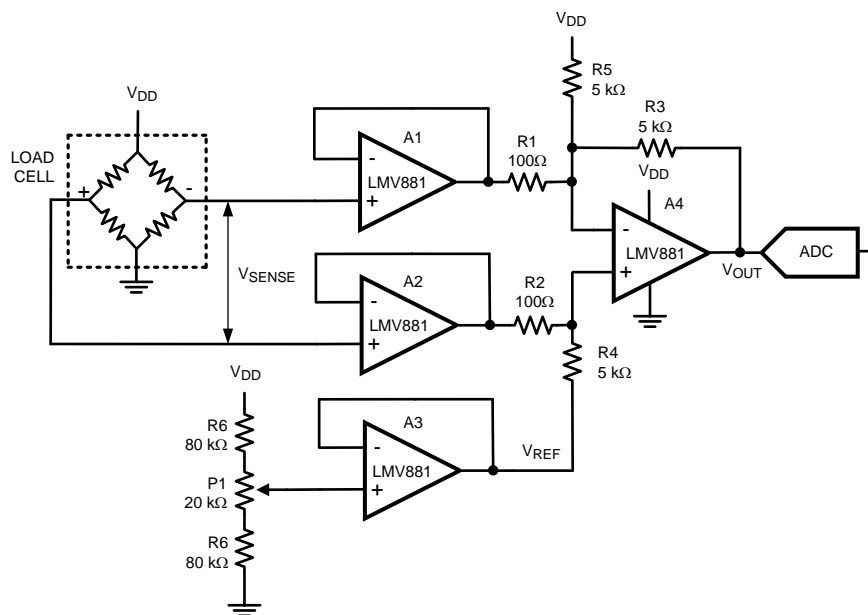 VDD
R5
5 kΩ
R3
5 kΩ
VDD
LOAD
CELL
+
-
A1
-
LMV881
+
R1
100Ω
VDD
A4
-
LMV881
+
VOUT
ADC
VSENSE
A2
-
LMV881
+
R2
100Ω
R4
5 kΩ
VDD
R6
80 kΩ
P1
20 kΩ
R6
80 kΩ
A3
-
LMV881
+
VREF